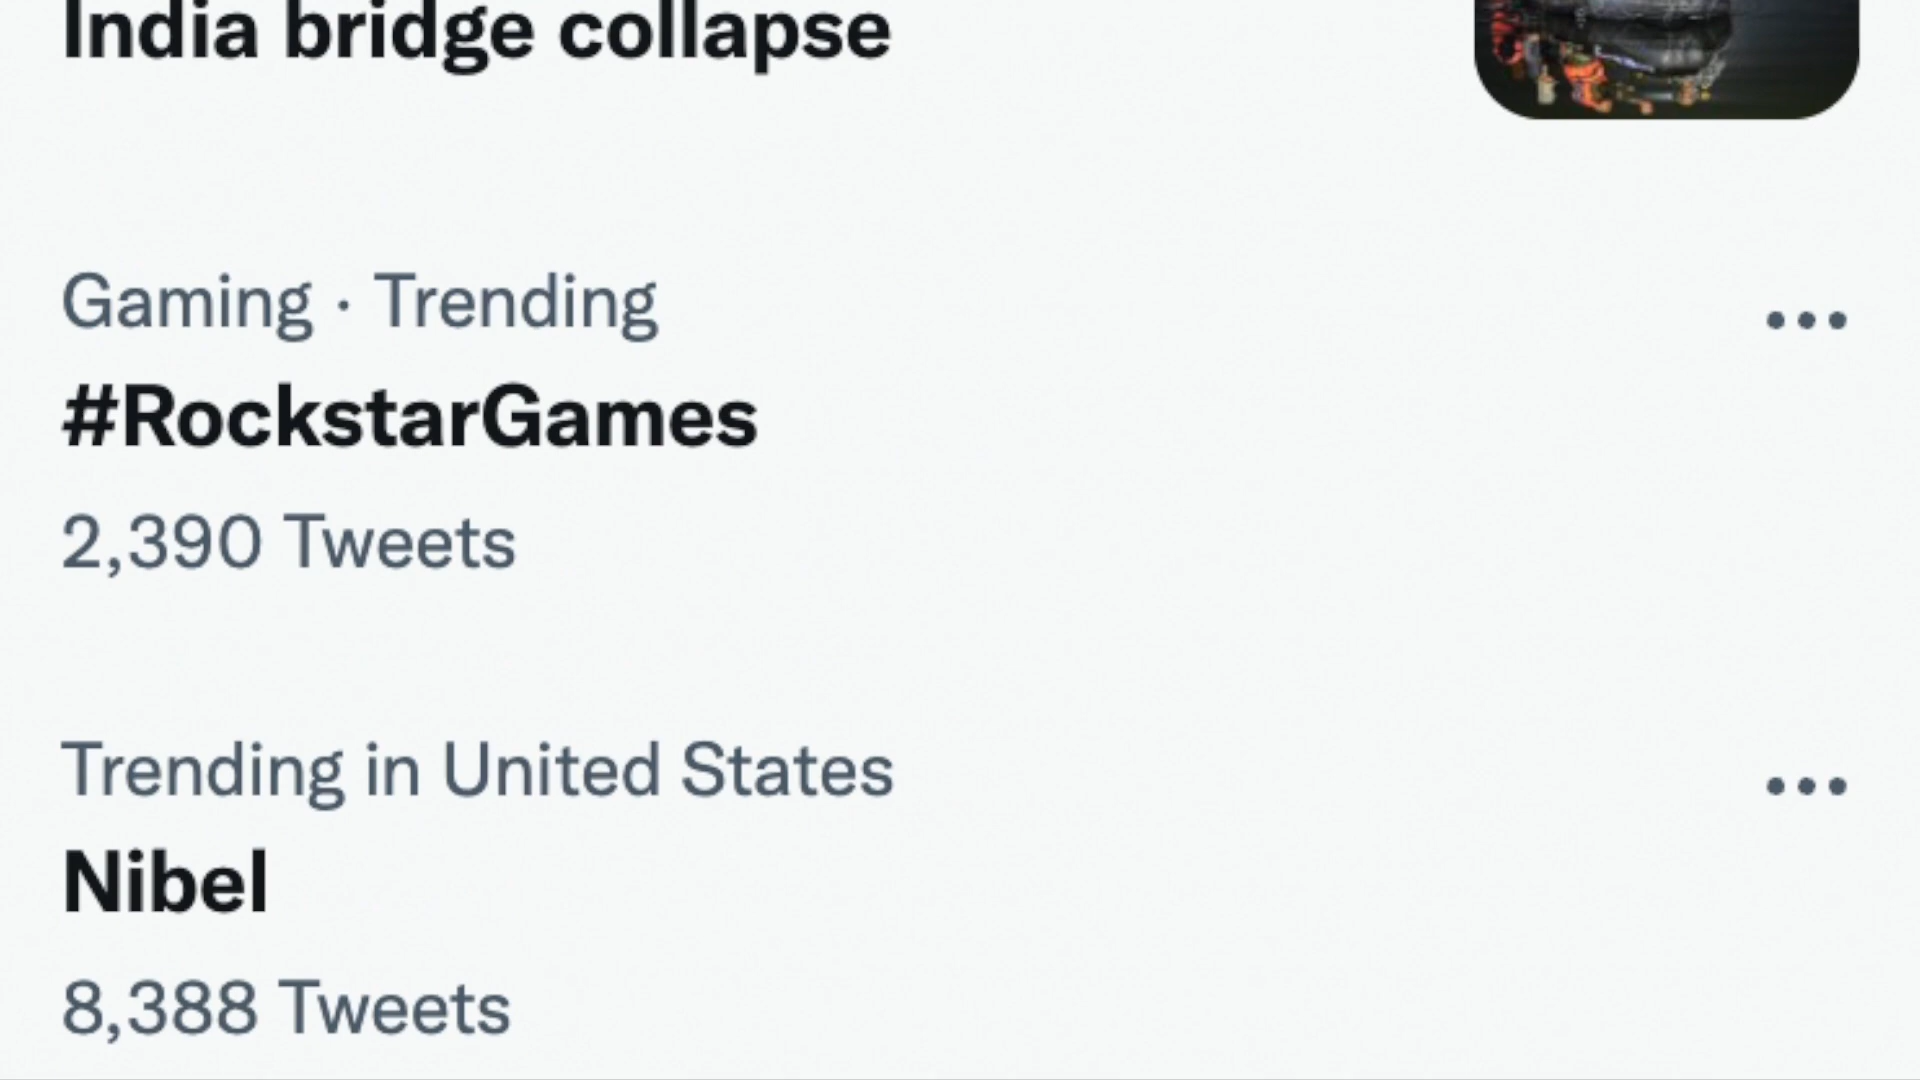 India bridge collapse
Gaming · Trending
#RockstarGames
2,390 Tweets
Trending in United States
Nibel
8,388 Tweets